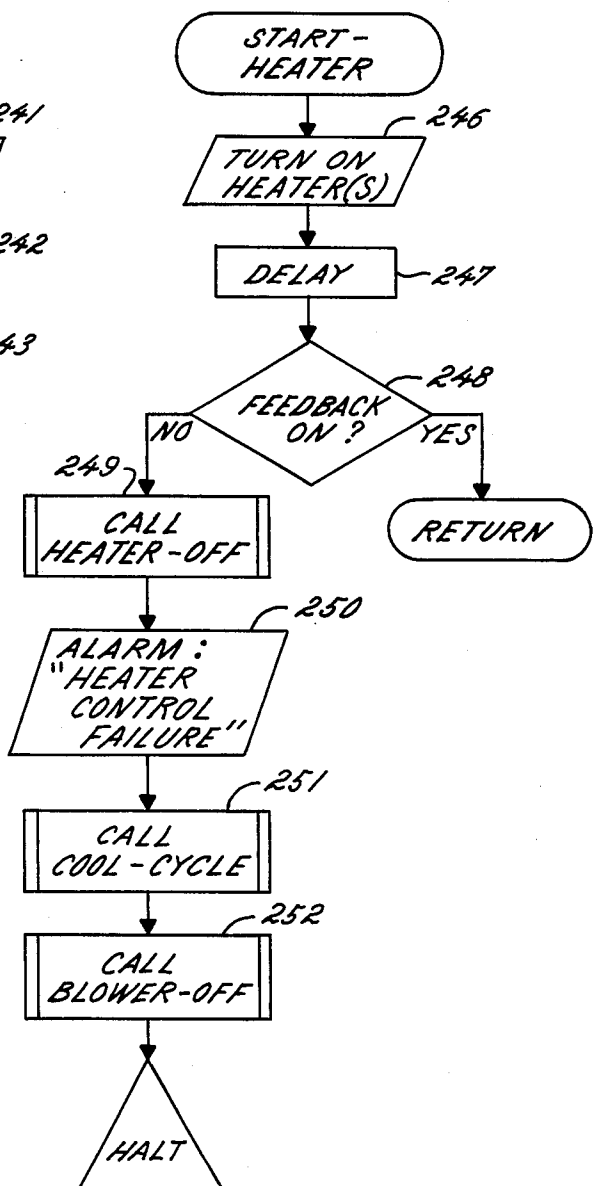 START-
HEATER
241
246
TURN ON
HEATER(S)
242
DELAY
247
43
248
FEEDBACK
ON ?
NO
YES
249
CALL
HEATER-OFF
RETURN
250
ALARM :
"HEATER
CONTROL
FAILURE"
251
CALL
COOL-CYCLE
252
CALL
BLOWER-OFF
HALT